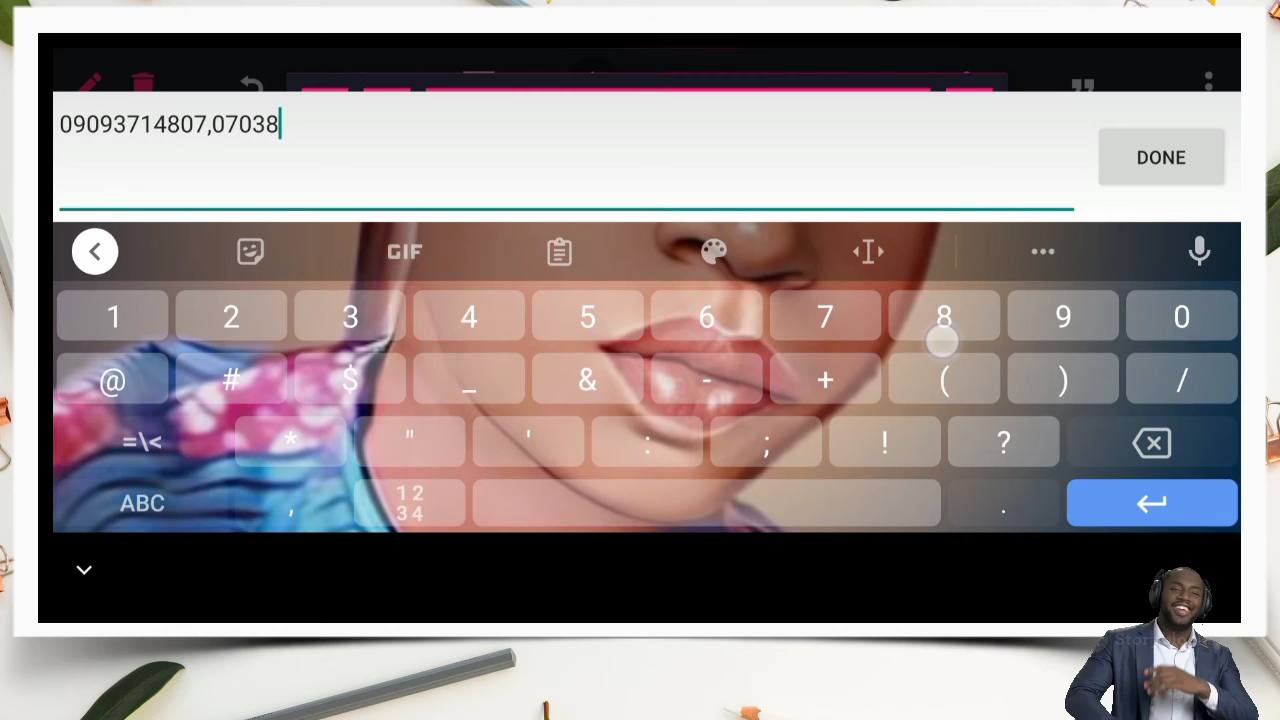 09093714807,07038
DONE
GIF
1 2 3 4 5 6 7 8 9 0
@ # $ _ & - + ( ) /
=\< * " ' : ; ! ?
ABC , 12 .
34